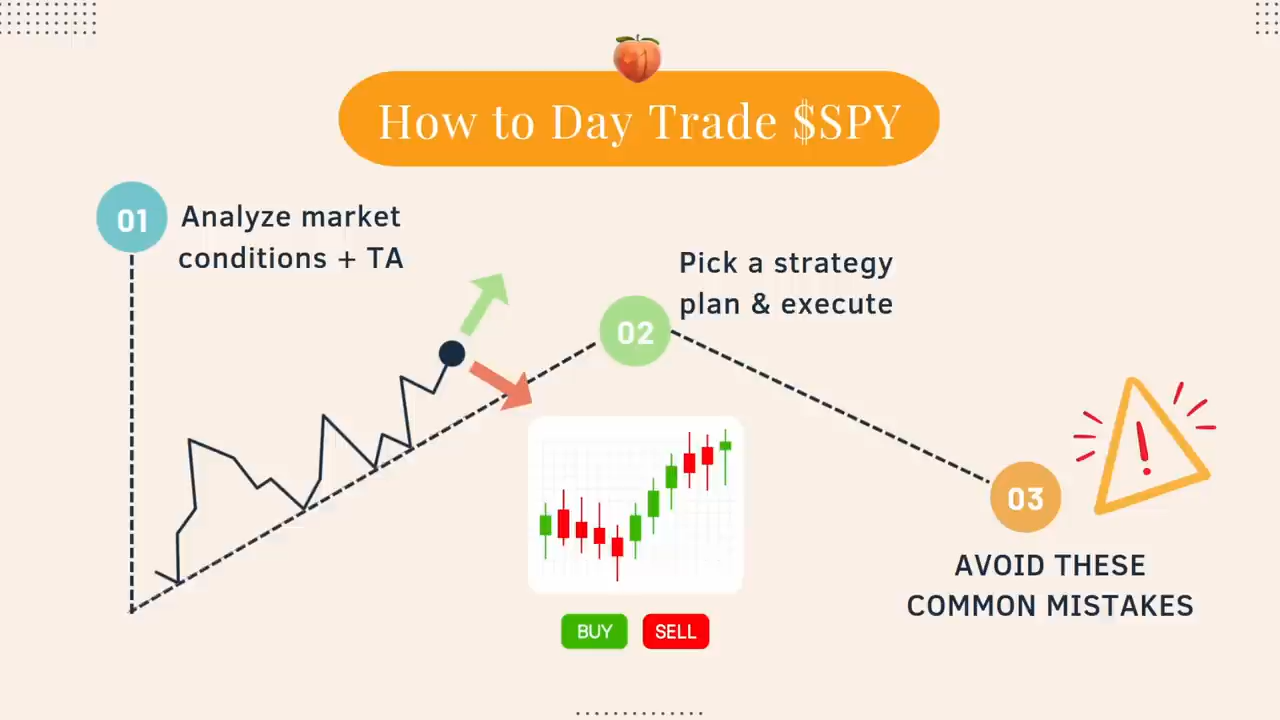 How to Day Trade $SPY
01
Analyze market
conditions + TA
02
Pick a strategy
plan & execute
BUY
SELL
03
!
AVOID THESE
COMMON MISTAKES